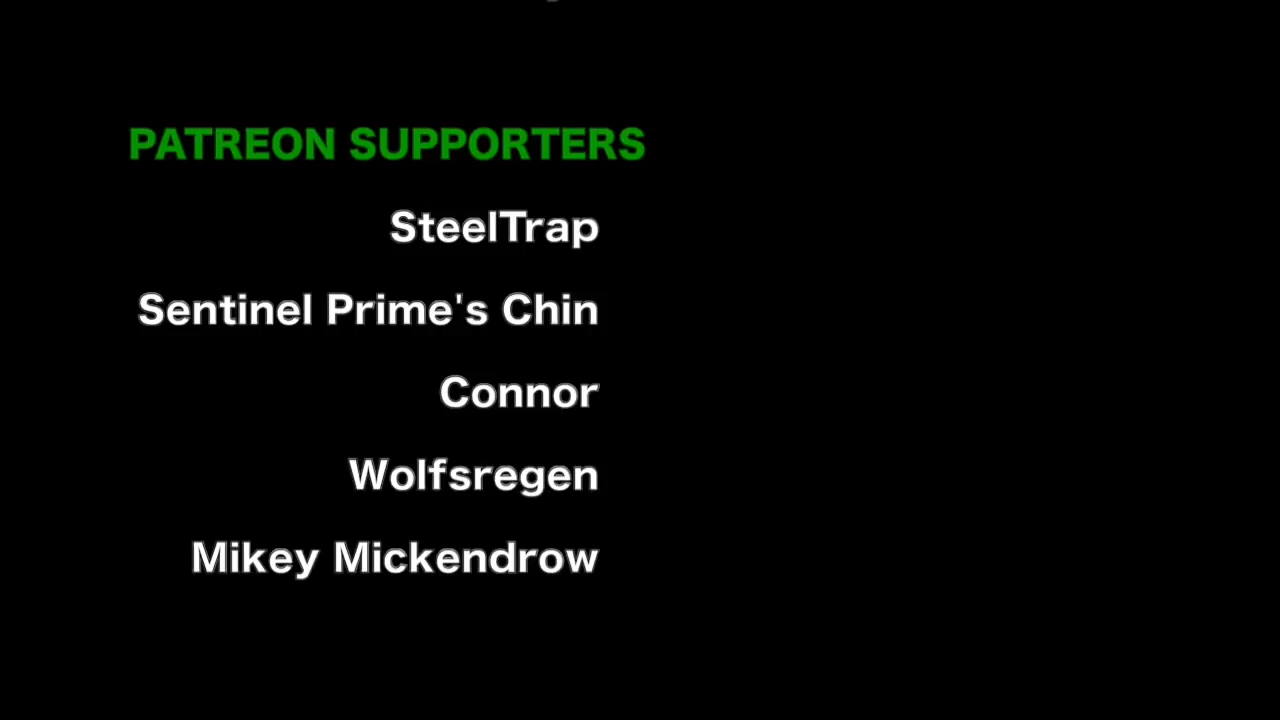 PATREON SUPPORTERS
SteelTrap
Sentinel Prime's Chin
Connor
Wolfsregen
Mikey Mickendrow